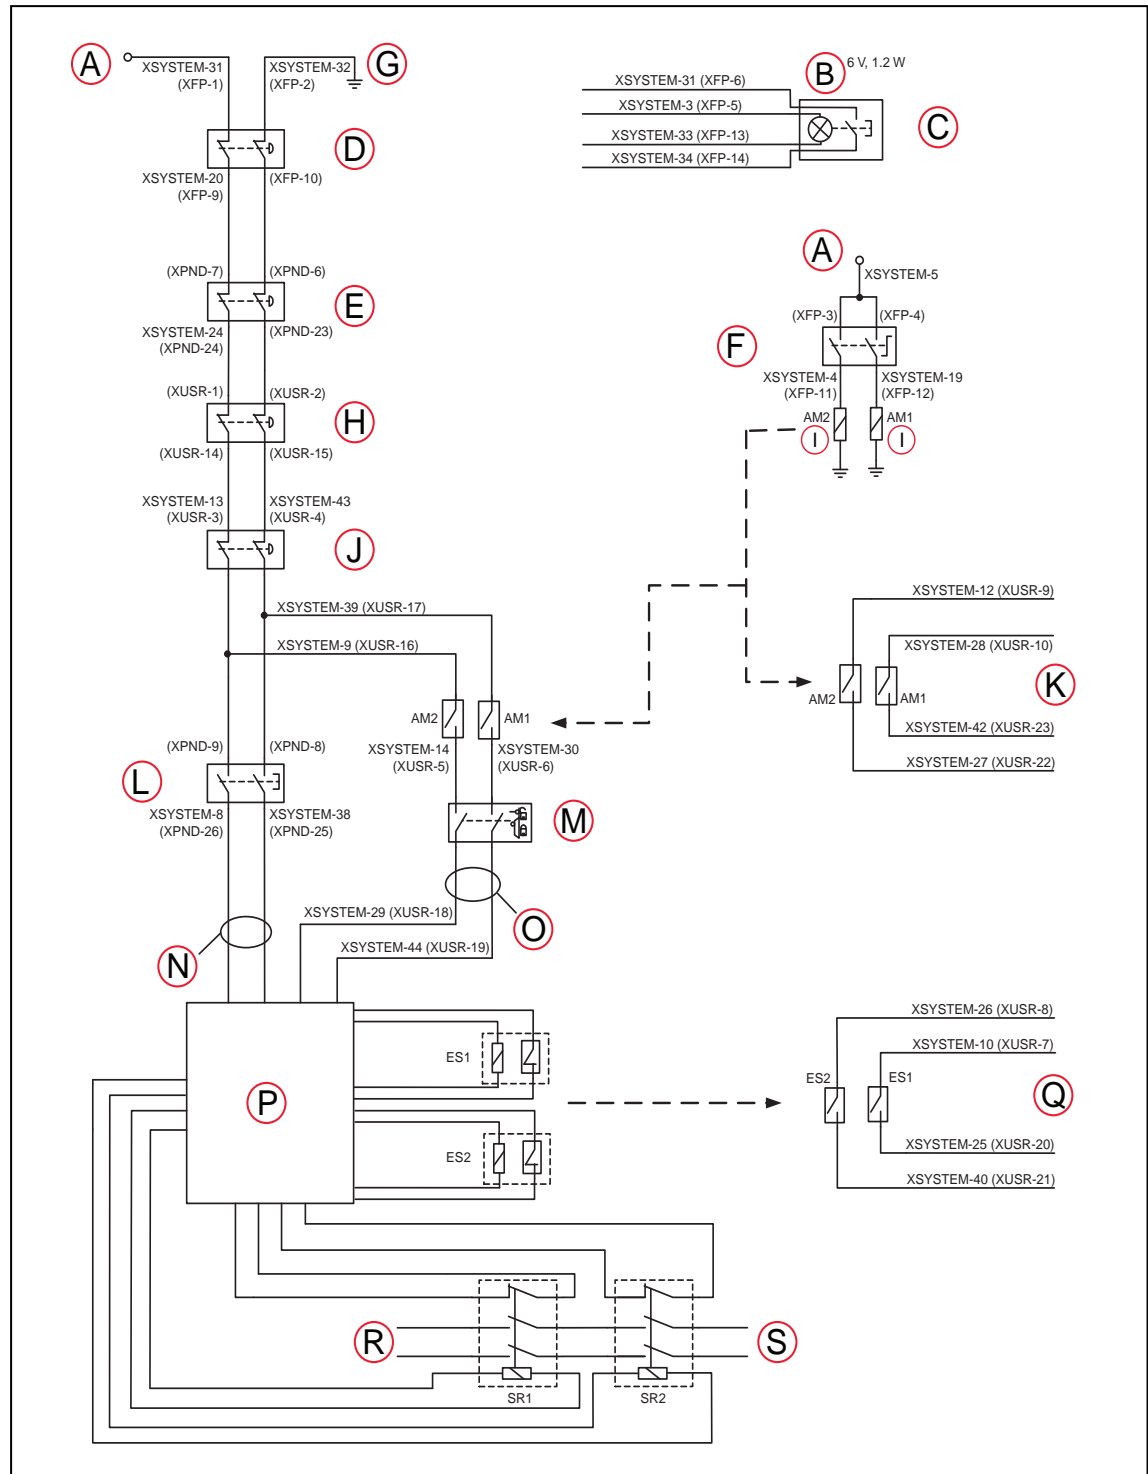 A
XSYSTEM-31
(XFP-1)
XSYSTEM-32
(XFP-2)
G
B
6 V, 1.2 W
XSYSTEM-31 (XFP-6)
XSYSTEM-3 (XFP-5)
XSYSTEM-33 (XFP-13)
XSYSTEM-34 (XFP-14)
C
D
XSYSTEM-20
(XFP-9)
(XFP-10)
A
XSYSTEM-5
(XPND-7)
(XPND-6)
E
XSYSTEM-24
(XPND-24)
(XPND-23)
(XFP-3)
(XFP-4)
F
XSYSTEM-4
(XFP-11)
XSYSTEM-19
(XFP-12)
AM2
I
AM1
I
(XUSR-1)
(XUSR-2)
H
(XUSR-14)
(XUSR-15)
XSYSTEM-13
(XUSR-3)
XSYSTEM-43
(XUSR-4)
J
XSYSTEM-39 (XUSR-17)
XSYSTEM-9 (XUSR-16)
XSYSTEM-12 (XUSR-9)
XSYSTEM-28 (XUSR-10)
K
AM2
AM1
XSYSTEM-42 (XUSR-23)
XSYSTEM-27 (XUSR-22)
AM2
AM1
XSYSTEM-14
(XUSR-5)
XSYSTEM-30
(XUSR-6)
(XPND-9)
(XPND-8)
L
XSYSTEM-8
(XPND-26)
XSYSTEM-38
(XPND-25)
M
XSYSTEM-29 (XUSR-18)
O
XSYSTEM-44 (XUSR-19)
N
P
ES1
ES2
XSYSTEM-26 (XUSR-8)
XSYSTEM-10 (XUSR-7)
ES2
ES1
Q
XSYSTEM-25 (XUSR-20)
XSYSTEM-40 (XUSR-21)
R
S
SR1
SR2